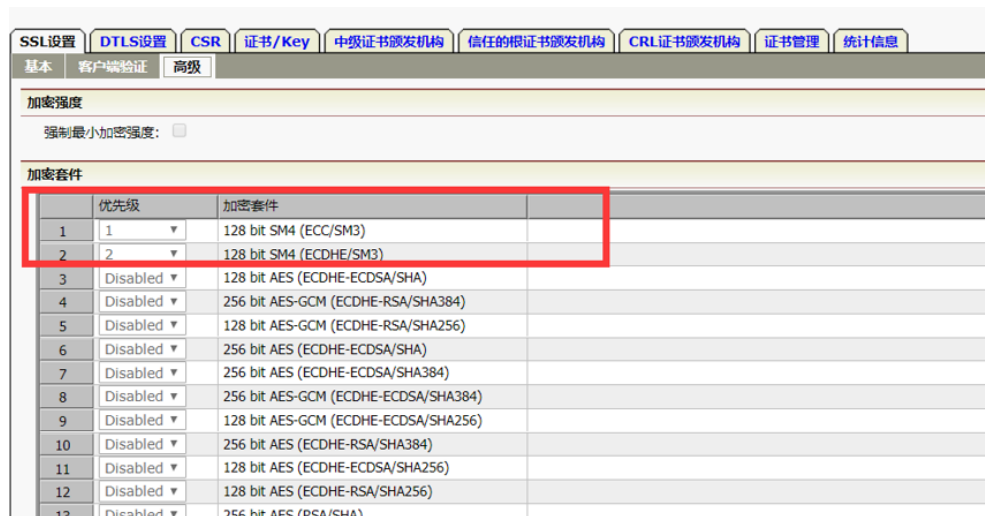 SSL设置 DTLS设置 CSR 证书/Key 中级证书颁发机构 信任的根证书颁发机构 CRL证书颁发机构 证书管理 统计信息
基本 客户端验证 高级
加密强度
强制最小加密强度:
加密套件
优先级 加密套件
1 1 128 bit SM4 (ECC/SM3)
2 2 128 bit SM4 (ECDHE/SM3)
3 Disabled 128 bit AES (ECDHE-ECDSA/SHA)
4 Disabled 256 bit AES-GCM (ECDHE-RSA/SHA384)
5 Disabled 128 bit AES-GCM (ECDHE-RSA/SHA256)
6 Disabled 256 bit AES (ECDHE-ECDSA/SHA)
7 Disabled 256 bit AES (ECDHE-ECDSA/SHA384)
8 Disabled 256 bit AES-GCM (ECDHE-ECDSA/SHA384)
9 Disabled 128 bit AES-GCM (ECDHE-ECDSA/SHA256)
10 Disabled 256 bit AES (ECDHE-RSA/SHA384)
11 Disabled 128 bit AES (ECDHE-ECDSA/SHA256)
12 Disabled 128 bit AES (ECDHE-RSA/SHA256)
13 Disabled 256 bit AES (RSA/SHA)